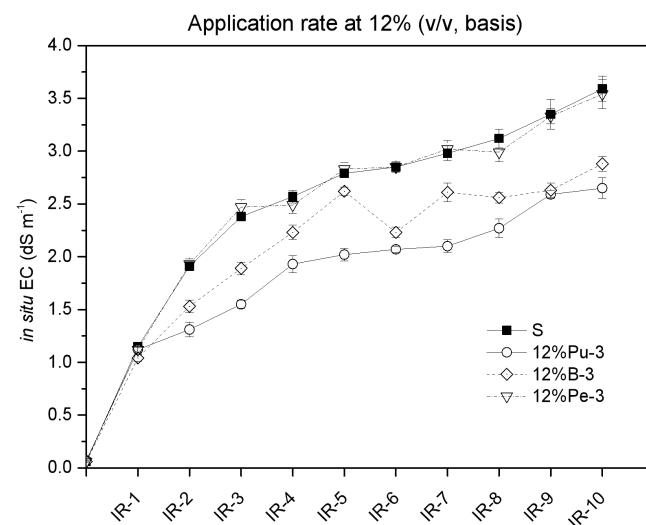 Application rate at 12% (v/v, basis)
in situ EC (dS m⁻¹)
4.0
3.5
3.0
2.5
2.0
1.5
1.0
0.5
0.0
S
12%Pu-3
12%B-3
12%Pe-3
IR-1
IR-2
IR-3
IR-4
IR-5
IR-6
IR-7
IR-8
IR-9
IR-10